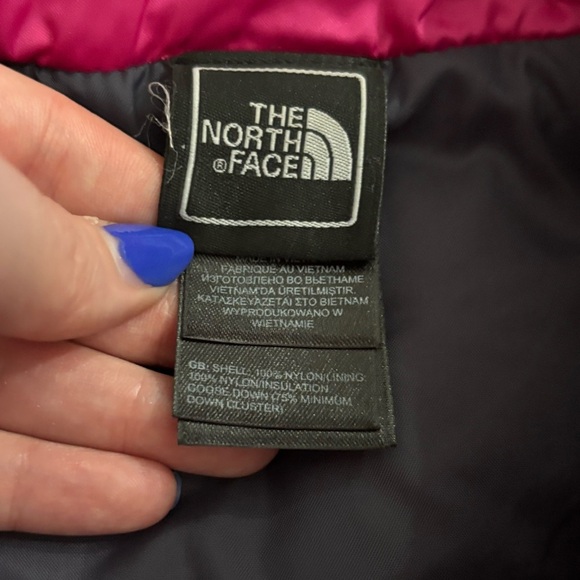 THE
NORTH
®FACE
FABRIQUE AU VIETNAM
ИЗГОТОВЛЕНО ВО ВЬЕТНАМЕ
VIETNAM'DA ÜRETILMIŞTIR.
ΚΑΤΑΣΚΕΥΑΖΕΤΑΙ ΣΤΟ ΒΙΕΤΝΑΜ
WYPRODUKOWANO W
WIETNAMIE
GB: SHELL: 100% NYLON/LINING:
100% NYLON/INSULATION:
GOOSE DOWN (75% MINIMUM
DOWN CLUSTER)